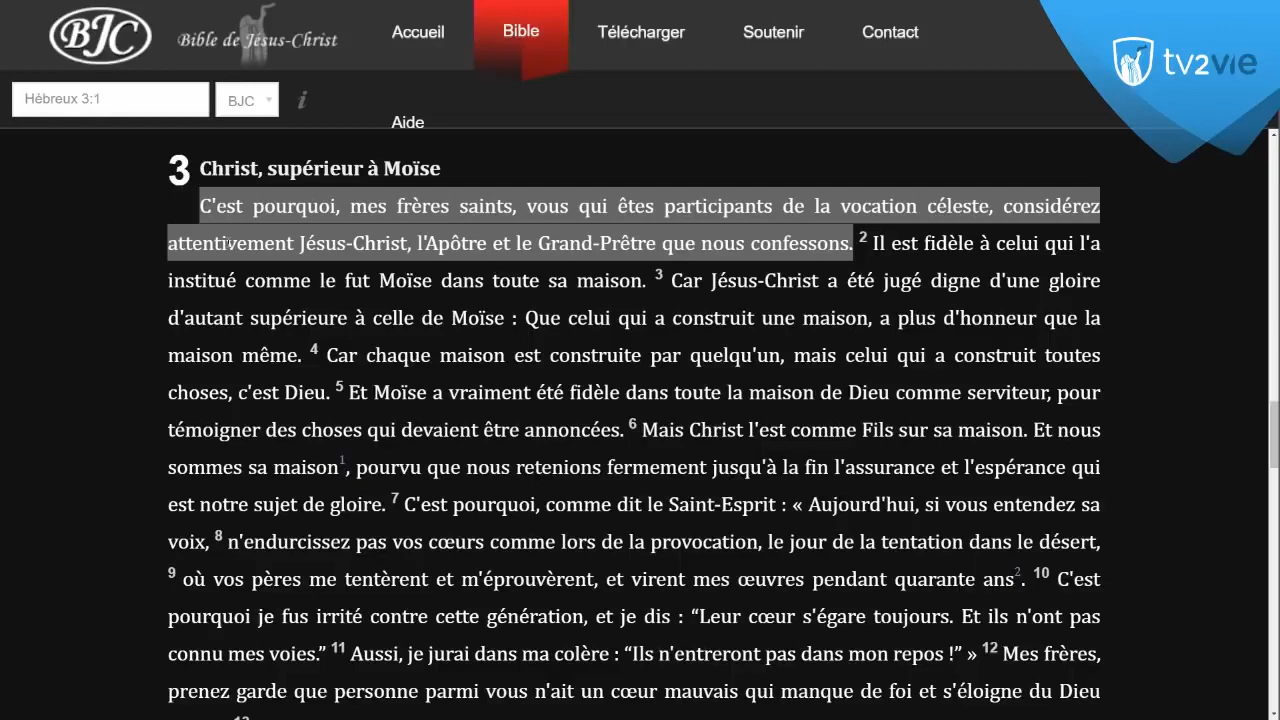 BJC Bible de Jésus-Christ Accueil Bible Télécharger Soutenir Contact
tv2vie
Hébreux 3:1 BJC i
Aide
3 Christ, supérieur à Moïse
C'est pourquoi, mes frères saints, vous qui êtes participants de la vocation céleste, considérez
attentivement Jésus-Christ, l'Apôtre et le Grand-Prêtre que nous confessons. 2 Il est fidèle à celui qui l'a
institué comme le fut Moïse dans toute sa maison. 3 Car Jésus-Christ a été jugé digne d'une gloire
d'autant supérieure à celle de Moïse : Que celui qui a construit une maison, a plus d'honneur que la
maison même. 4 Car chaque maison est construite par quelqu'un, mais celui qui a construit toutes
choses, c'est Dieu. 5 Et Moïse a vraiment été fidèle dans toute la maison de Dieu comme serviteur, pour
témoigner des choses qui devaient être annoncées. 6 Mais Christ l'est comme Fils sur sa maison. Et nous
sommes sa maison1, pourvu que nous retenions fermement jusqu'à la fin l'assurance et l'espérance qui
est notre sujet de gloire. 7 C'est pourquoi, comme dit le Saint-Esprit : « Aujourd'hui, si vous entendez sa
voix, 8 n'endurcissez pas vos cœurs comme lors de la provocation, le jour de la tentation dans le désert,
9 où vos pères me tentèrent et m'éprouvèrent, et virent mes œuvres pendant quarante ans2. 10 C'est
pourquoi je fus irrité contre cette génération, et je dis : “Leur cœur s'égare toujours. Et ils n'ont pas
connu mes voies.” 11 Aussi, je jurai dans ma colère : “Ils n'entreront pas dans mon repos !” » 12 Mes frères,
prenez garde que personne parmi vous n'ait un cœur mauvais qui manque de foi et s'éloigne du Dieu